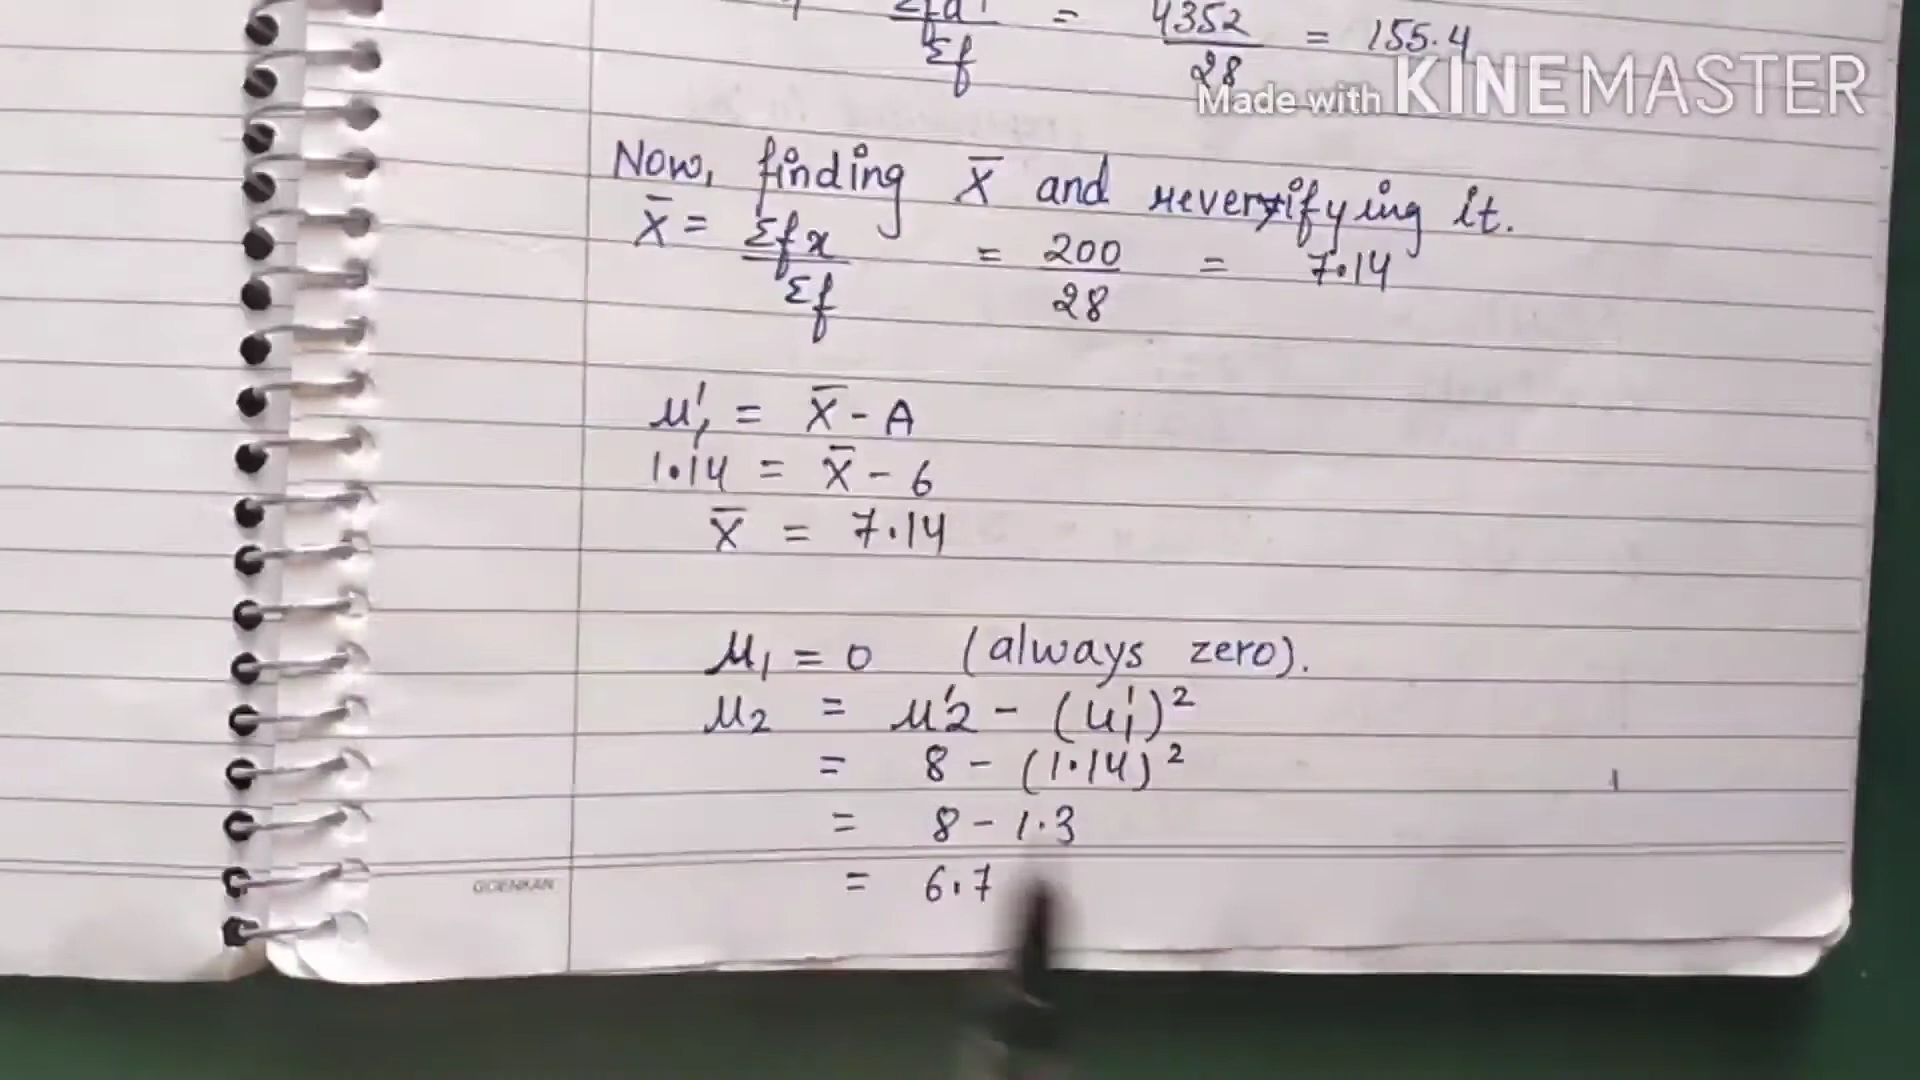 Σfd / Σf = 4352 / 28 = 155.4
Made with KINEMASTER
Now, finding X̄ and reverifying it.
X̄ = Σfx / Σf = 200 / 28 = 7.14
μ'₁ = X̄ - A
1.14 = X̄ - 6
X̄ = 7.14
μ₁ = 0 (always zero).
μ₂ = μ'2 - (μ'₁)²
= 8 - (1.14)²
= 8 - 1.3
= 6.7
GOENKAN